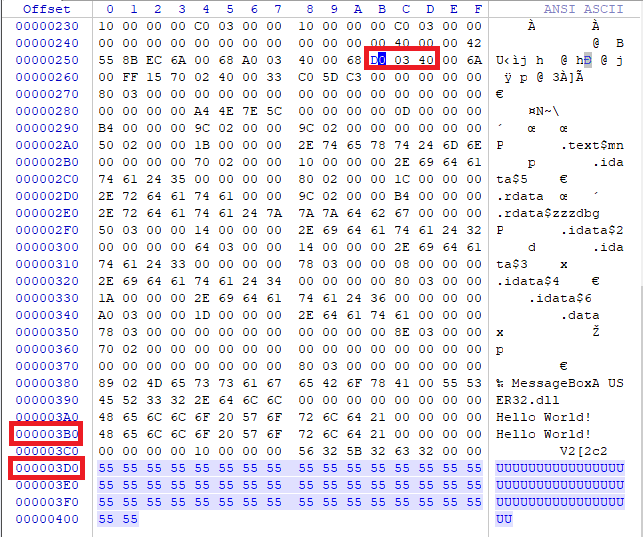 Offset 0 1 2 3 4 5 6 7 8 9 A B C D E F ANSI ASCII
00000230 10 00 00 00 C0 03 00 00 10 00 00 00 C0 03 00 00 À À
00000240 00 00 00 00 00 00 00 00 00 00 00 00 40 00 00 42 @ B
00000250 55 8B EC 6A 00 68 A0 03 40 00 68 D0 03 40 00 6A U‹ìj h @ hÐ @ j
00000260 00 FF 15 70 02 40 00 33 C0 5D C3 00 00 00 00 00 ÿ p @ 3À]Ã
00000270 80 03 00 00 00 00 00 00 00 00 00 00 00 00 00 00 €
00000280 00 00 00 00 A4 4E 7E 5C 00 00 00 00 0D 00 00 00 ¤N~\
00000290 B4 00 00 00 9C 02 00 00 9C 02 00 00 00 00 00 00 ´ œ œ
000002A0 50 02 00 00 1B 00 00 00 2E 74 65 78 74 24 6D 6E P .text$mn
000002B0 00 00 00 00 70 02 00 00 10 00 00 00 2E 69 64 61 p .ida
000002C0 74 61 24 35 00 00 00 00 80 02 00 00 1C 00 00 00 ta$5 €
000002D0 2E 72 64 61 74 61 00 00 9C 02 00 00 B4 00 00 00 .rdata œ ´
000002E0 2E 72 64 61 74 61 24 7A 7A 7A 64 62 67 00 00 00 .rdata$zzzdbg
000002F0 50 03 00 00 14 00 00 00 2E 69 64 61 74 61 24 32 P .idata$2
00000300 00 00 00 00 64 03 00 00 14 00 00 00 2E 69 64 61 d .ida
00000310 74 61 24 33 00 00 00 00 78 03 00 00 08 00 00 00 ta$3 x
00000320 2E 69 64 61 74 61 24 34 00 00 00 00 80 03 00 00 .idata$4 €
00000330 1A 00 00 00 2E 69 64 61 74 61 24 36 00 00 00 00 .idata$6
00000340 A0 03 00 00 1D 00 00 00 2E 64 61 74 61 00 00 00 .data
00000350 78 03 00 00 00 00 00 00 00 00 00 00 8E 03 00 00 x Ž
00000360 70 02 00 00 00 00 00 00 00 00 00 00 00 00 00 00 p
00000370 00 00 00 00 00 00 00 00 80 03 00 00 00 00 00 00 €
00000380 89 02 4D 65 73 73 61 67 65 42 6F 78 41 00 55 53 ‰ MessageBoxA US
00000390 45 52 33 32 2E 64 6C 6C 00 00 00 00 00 00 00 00 ER32.dll
000003A0 48 65 6C 6C 6F 20 57 6F 72 6C 64 21 00 00 00 00 Hello World!
000003B0 48 65 6C 6C 6F 20 57 6F 72 6C 64 21 00 00 00 00 Hello World!
000003C0 00 00 00 00 10 00 00 00 56 32 5B 32 63 32 00 00 V2[2c2
000003D0 55 55 55 55 55 55 55 55 55 55 55 55 55 55 55 55 UUUUUUUUUUUUUUUU
000003E0 55 55 55 55 55 55 55 55 55 55 55 55 55 55 55 55 UUUUUUUUUUUUUUUU
000003F0 55 55 55 55 55 55 55 55 55 55 55 55 55 55 55 55 UUUUUUUUUUUUUUUU
00000400 55 55 UU